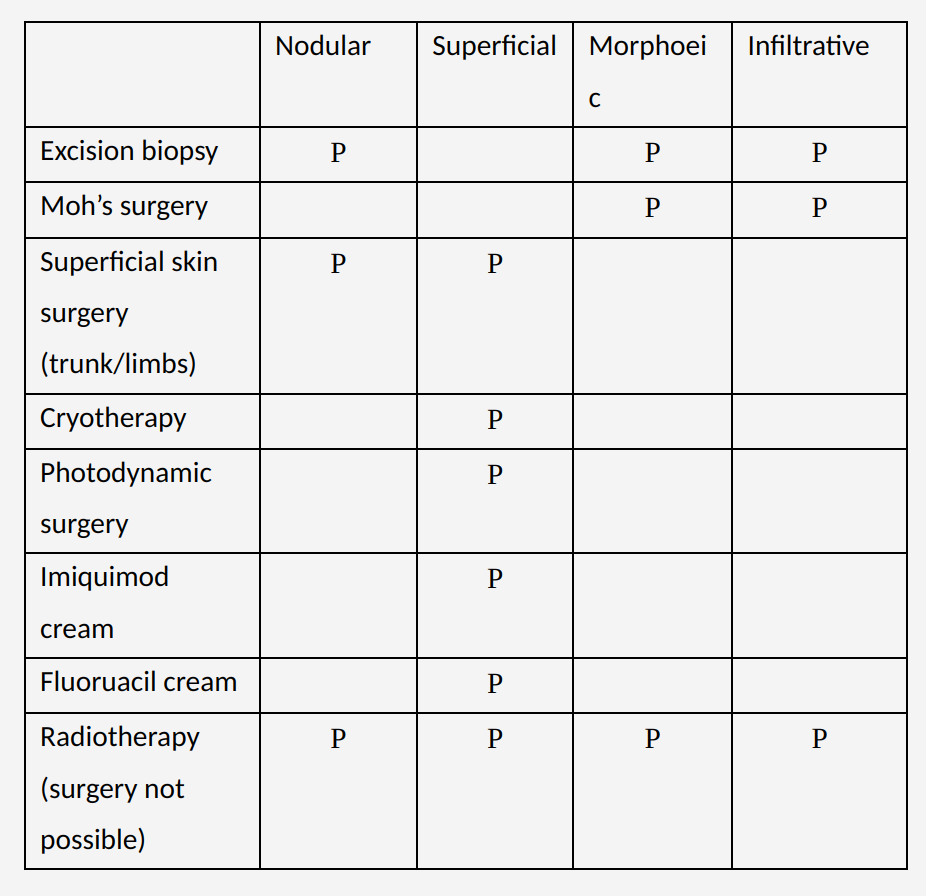 Nodular Superficial Morphoei Infiltrative
c
Excision biopsy P P P
Moh’s surgery P P
Superficial skin P P
surgery
(trunk/limbs)
Cryotherapy P
Photodynamic P
surgery
Imiquimod P
cream
Fluoruacil cream P
Radiotherapy P P P P
(surgery not
possible)